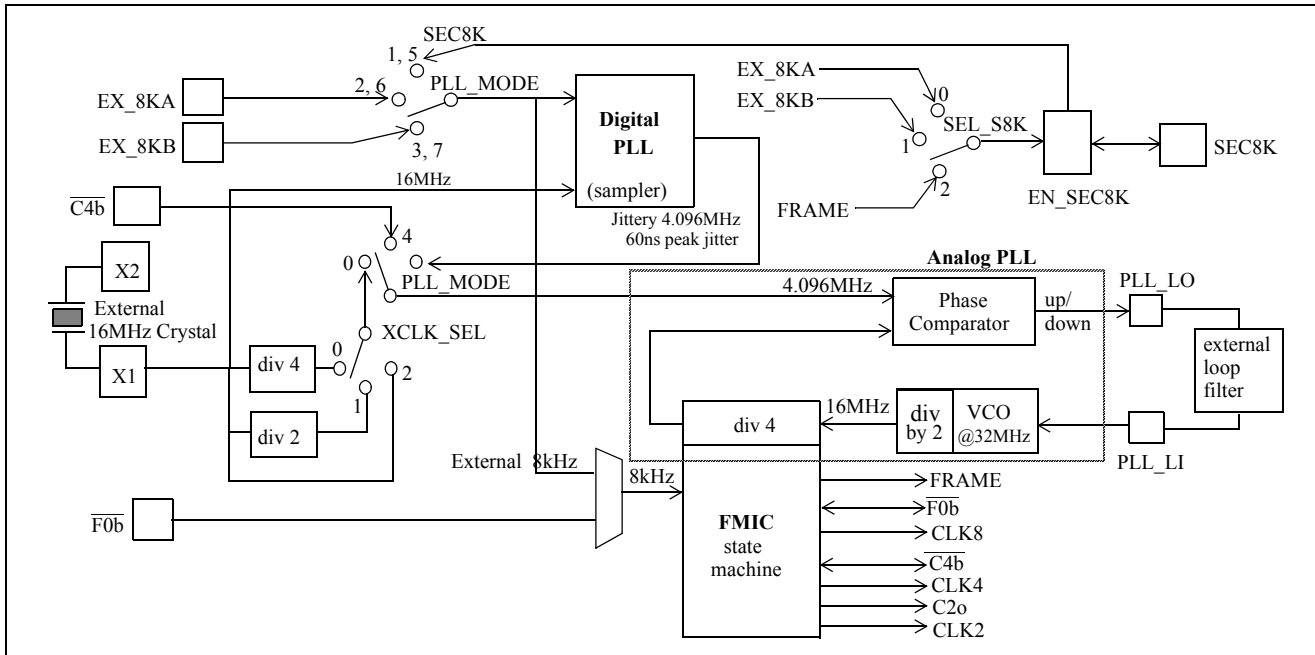 SEC8K
1, 5
EX_8KA
2, 6
PLL_MODE
EX_8KB
3, 7
16MHz
Digital
PLL
(sampler)
Jittery 4.096MHz
60ns peak jitter
EX_8KA
EX_8KB
0
SEL_S8K
1
2
FRAME
EN_SEC8K
SEC8K
C4b
4
0
PLL_MODE
X2
External
16MHz Crystal
X1
div 4
0
XCLK_SEL
2
1
div 2
Analog PLL
4.096MHz
Phase
Comparator
up/
down
PLL_LO
external
loop
filter
PLL_LI
VCO
@32MHz
div
by 2
16MHz
div 4
External 8kHz
8kHz
F0b
FMIC
state
machine
FRAME
F0b
CLK8
C4b
CLK4
C2o
CLK2